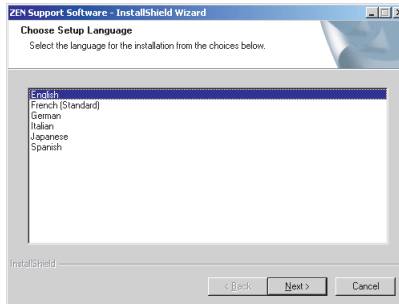 ZEN Support Software - InstallShield Wizard
Choose Setup Language
Select the language for the installation from the choices below.
English
French (Standard)
German
Italian
Japanese
Spanish
InstallShield
< Back
Next >
Cancel